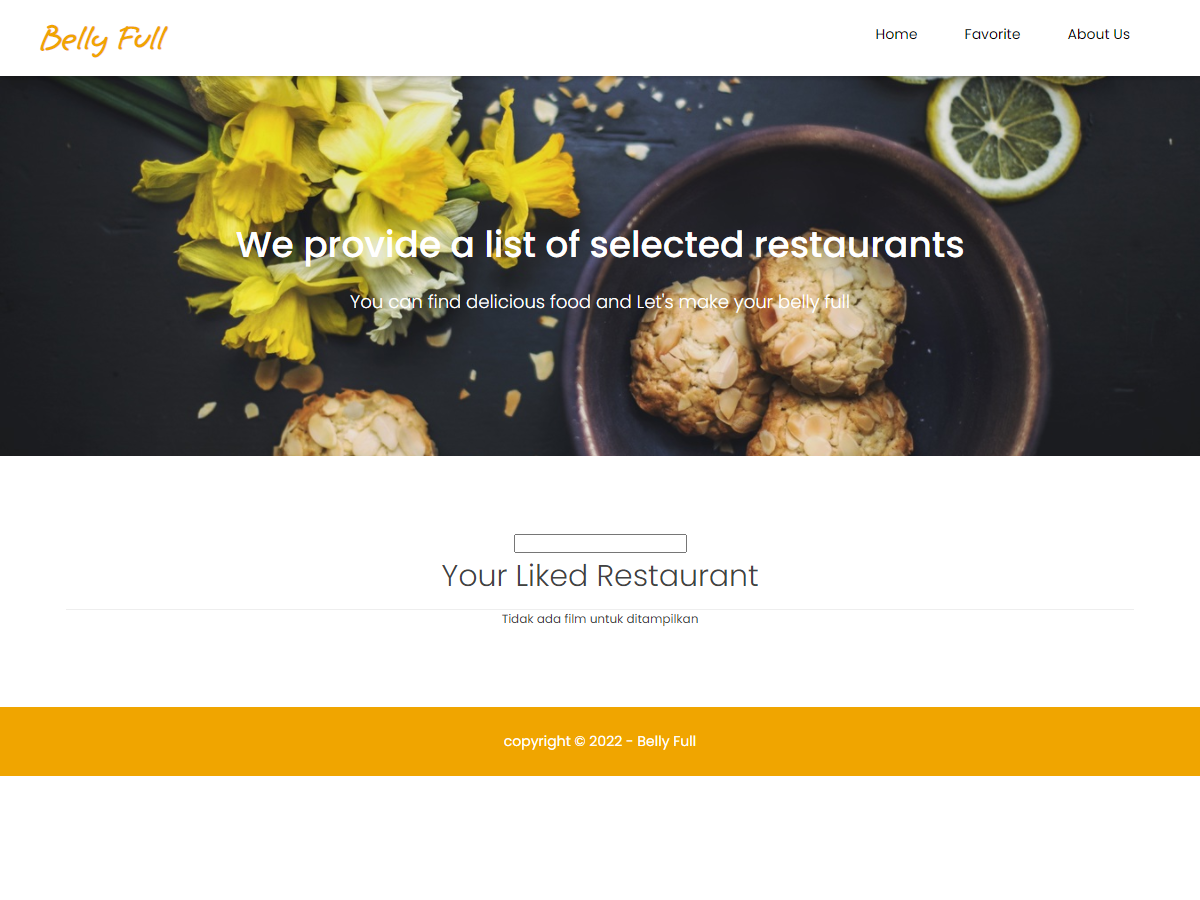 Belly Full
Home
Favorite
About Us
We provide a list of selected restaurants
You can find delicious food and Let's make your belly full
Your Liked Restaurant
Tidak ada film untuk ditampilkan
copyright © 2022 - Belly Full